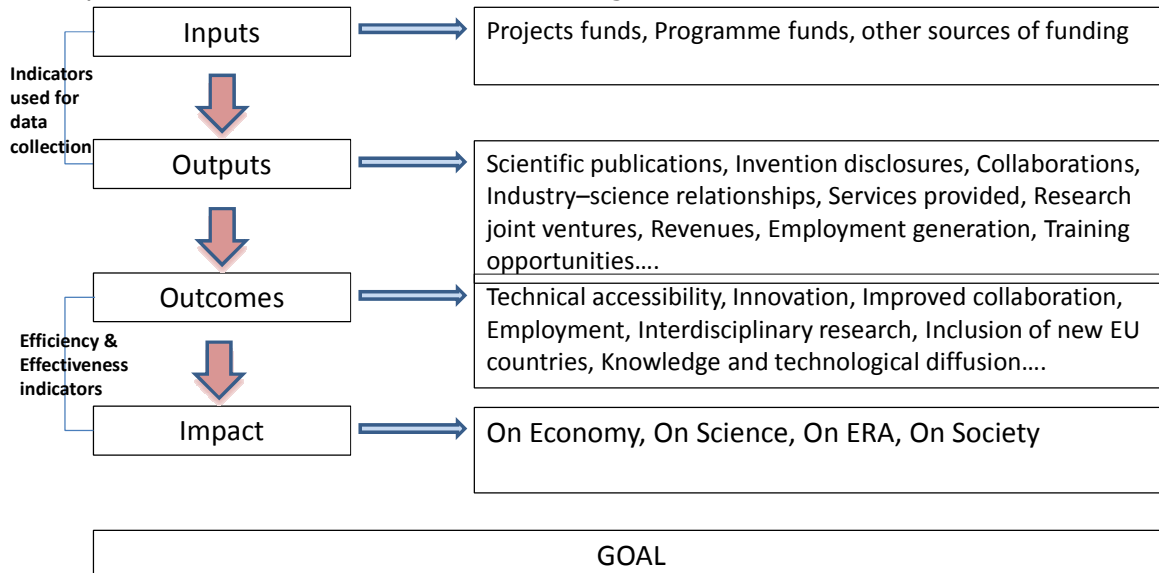 Inputs
Projects funds, Programme funds, other sources of funding
Indicators
used for
data
collection
Outputs
Scientific publications, Invention disclosures, Collaborations,
Industry–science relationships, Services provided, Research
joint ventures, Revenues, Employment generation, Training
opportunities….
Outcomes
Technical accessibility, Innovation, Improved collaboration,
Employment, Interdisciplinary research, Inclusion of new EU
countries, Knowledge and technological diffusion….
Efficiency &
Effectiveness
indicators
Impact
On Economy, On Science, On ERA, On Society
GOAL